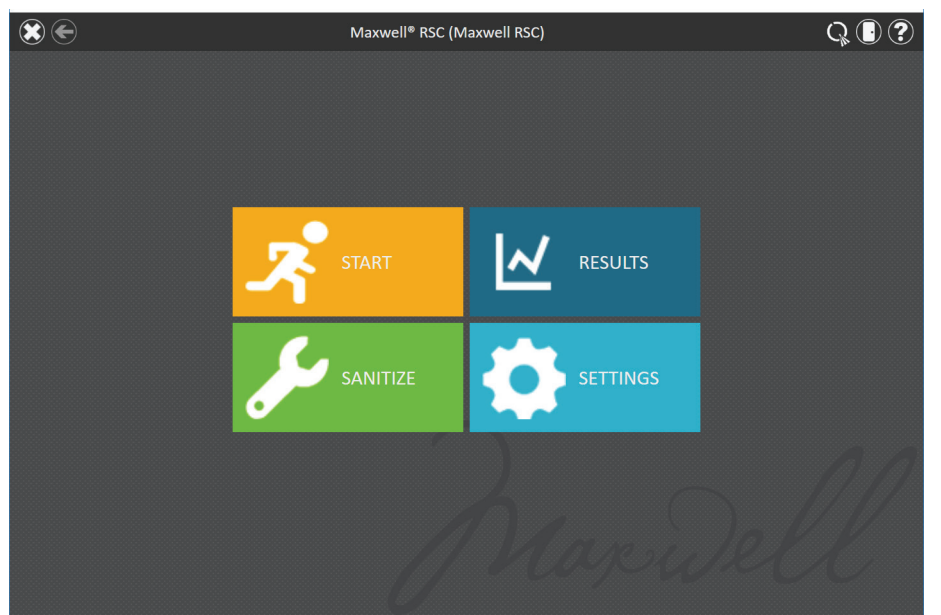 Maxwell® RSC (Maxwell RSC)
START
RESULTS
SANITIZE
SETTINGS
Maxwell